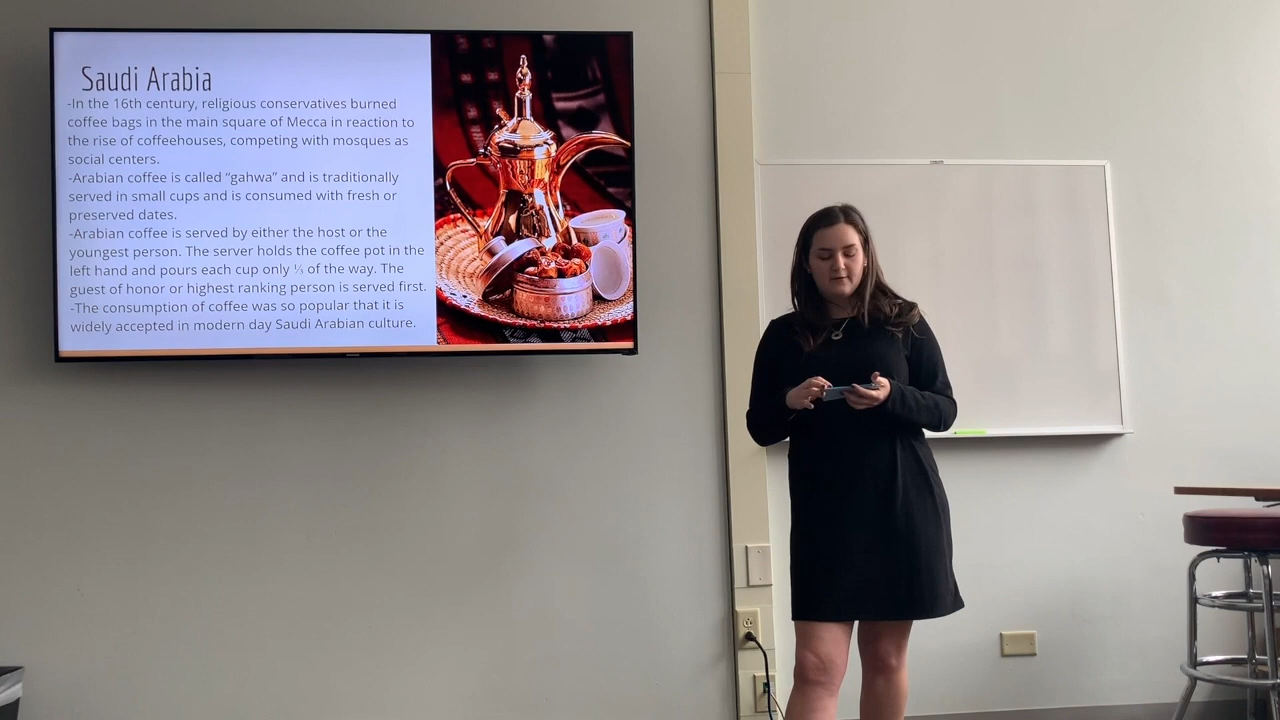 Saudi Arabia
-In the 16th century, religious conservatives burned
coffee bags in the main square of Mecca in reaction to
the rise of coffeehouses, competing with mosques as
social centers.
-Arabian coffee is called "gahwa" and is traditionally
served in small cups and is consumed with fresh or
preserved dates.
-Arabian coffee is served by either the host or the
youngest person. The server holds the coffee pot in the
left hand and pours each cup only ⅓ of the way. The
guest of honor or highest ranking person is served first.
-The consumption of coffee was so popular that it is
widely accepted in modern day Saudi Arabian culture.